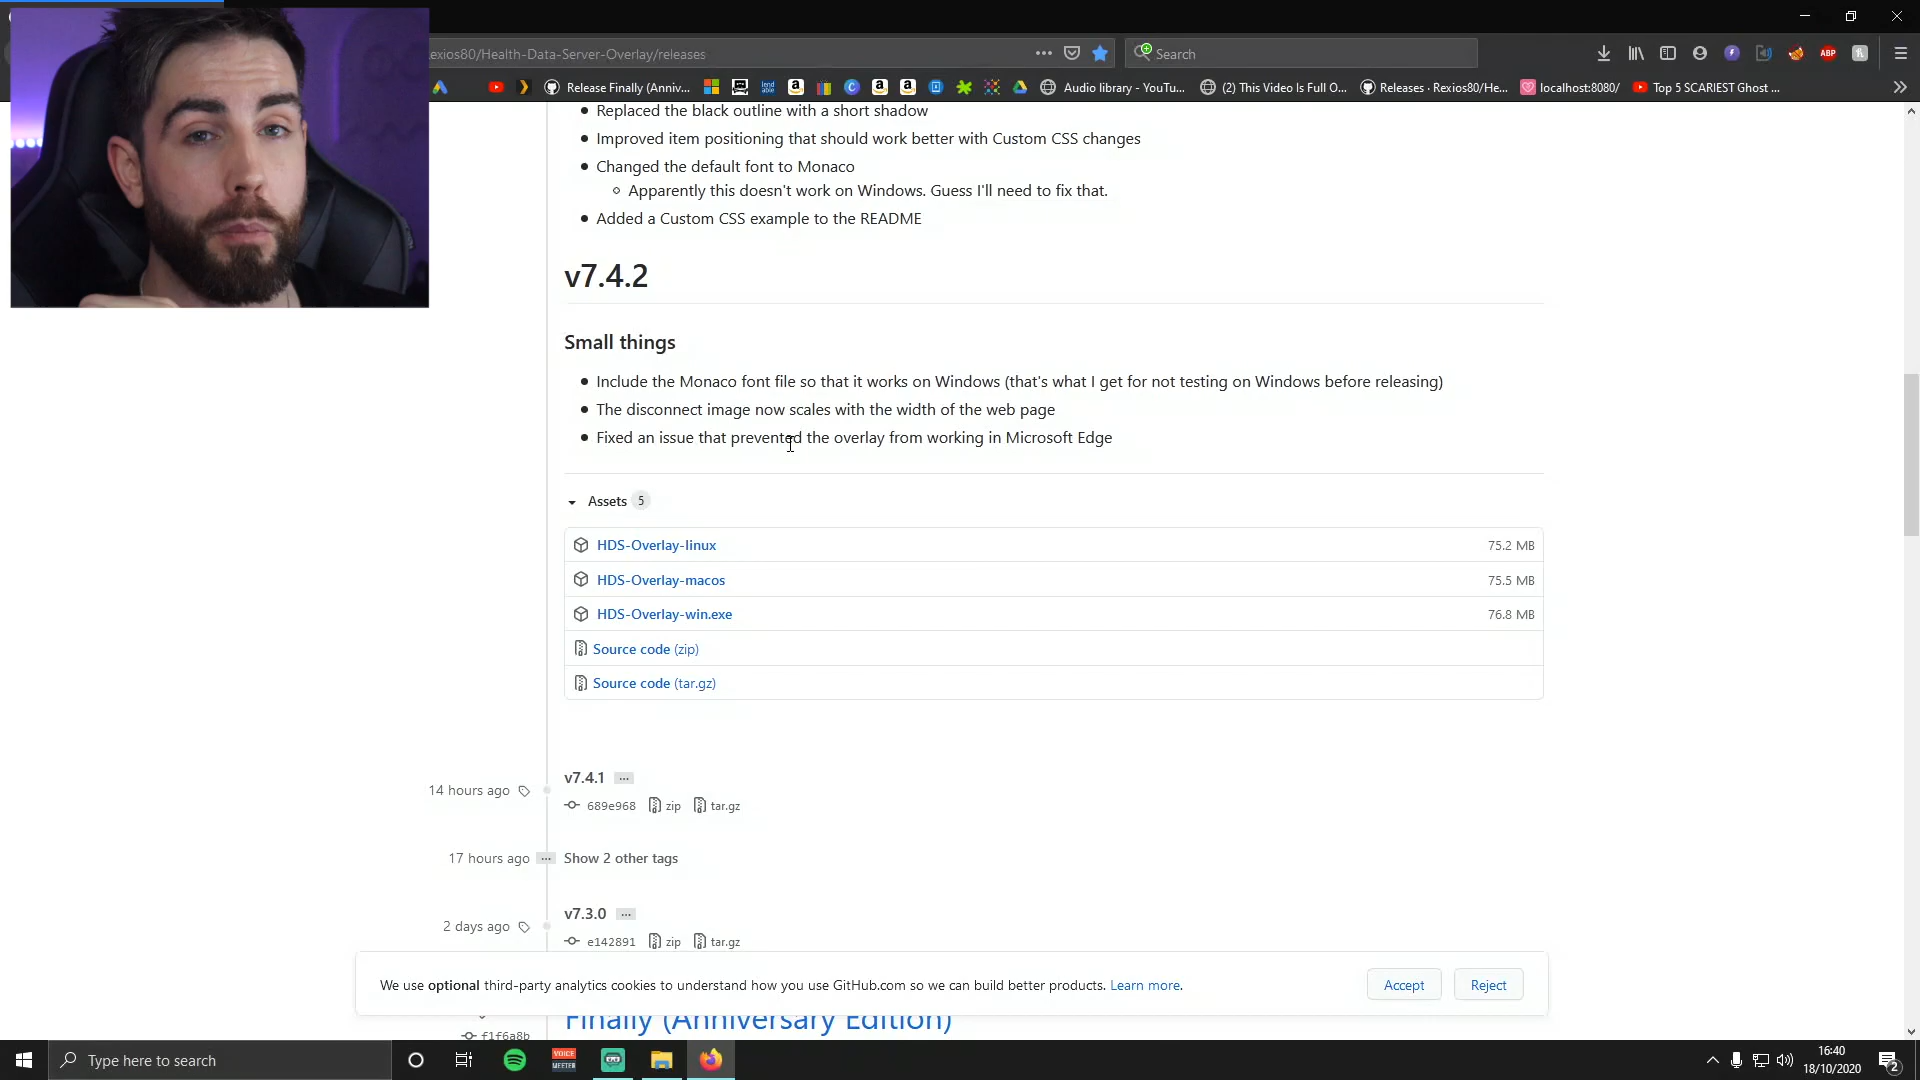 exios80/Health-Data-Server-Overlay/releases
Search
ABP
Release Finally (Anniv...
Audio library - YouTu...
(2) This Video Is Full O...
Releases · Rexios80/He...
localhost:8080/
Top 5 SCARIEST Ghost ...
Replaced the black outline with a short shadow
Improved item positioning that should work better with Custom CSS changes
Changed the default font to Monaco
Apparently this doesn't work on Windows. Guess I'll need to fix that.
Added a Custom CSS example to the README
v7.4.2
Small things
Include the Monaco font file so that it works on Windows (that's what I get for not testing on Windows before releasing)
The disconnect image now scales with the width of the web page
Fixed an issue that prevented the overlay from working in Microsoft Edge
Assets 5
HDS-Overlay-linux 75.2 MB
HDS-Overlay-macos 75.5 MB
HDS-Overlay-win.exe 76.8 MB
Source code (zip)
Source code (tar.gz)
v7.4.1 ...
14 hours ago
689e968 zip tar.gz
17 hours ago ... Show 2 other tags
v7.3.0 ...
2 days ago
e142891 zip tar.gz
We use optional third-party analytics cookies to understand how you use GitHub.com so we can build better products. Learn more.
Accept
Reject
Finally (Anniversary Edition)
f1f6a8b
Type here to search
VOICE
MEETER
16:40
18/10/2020
2